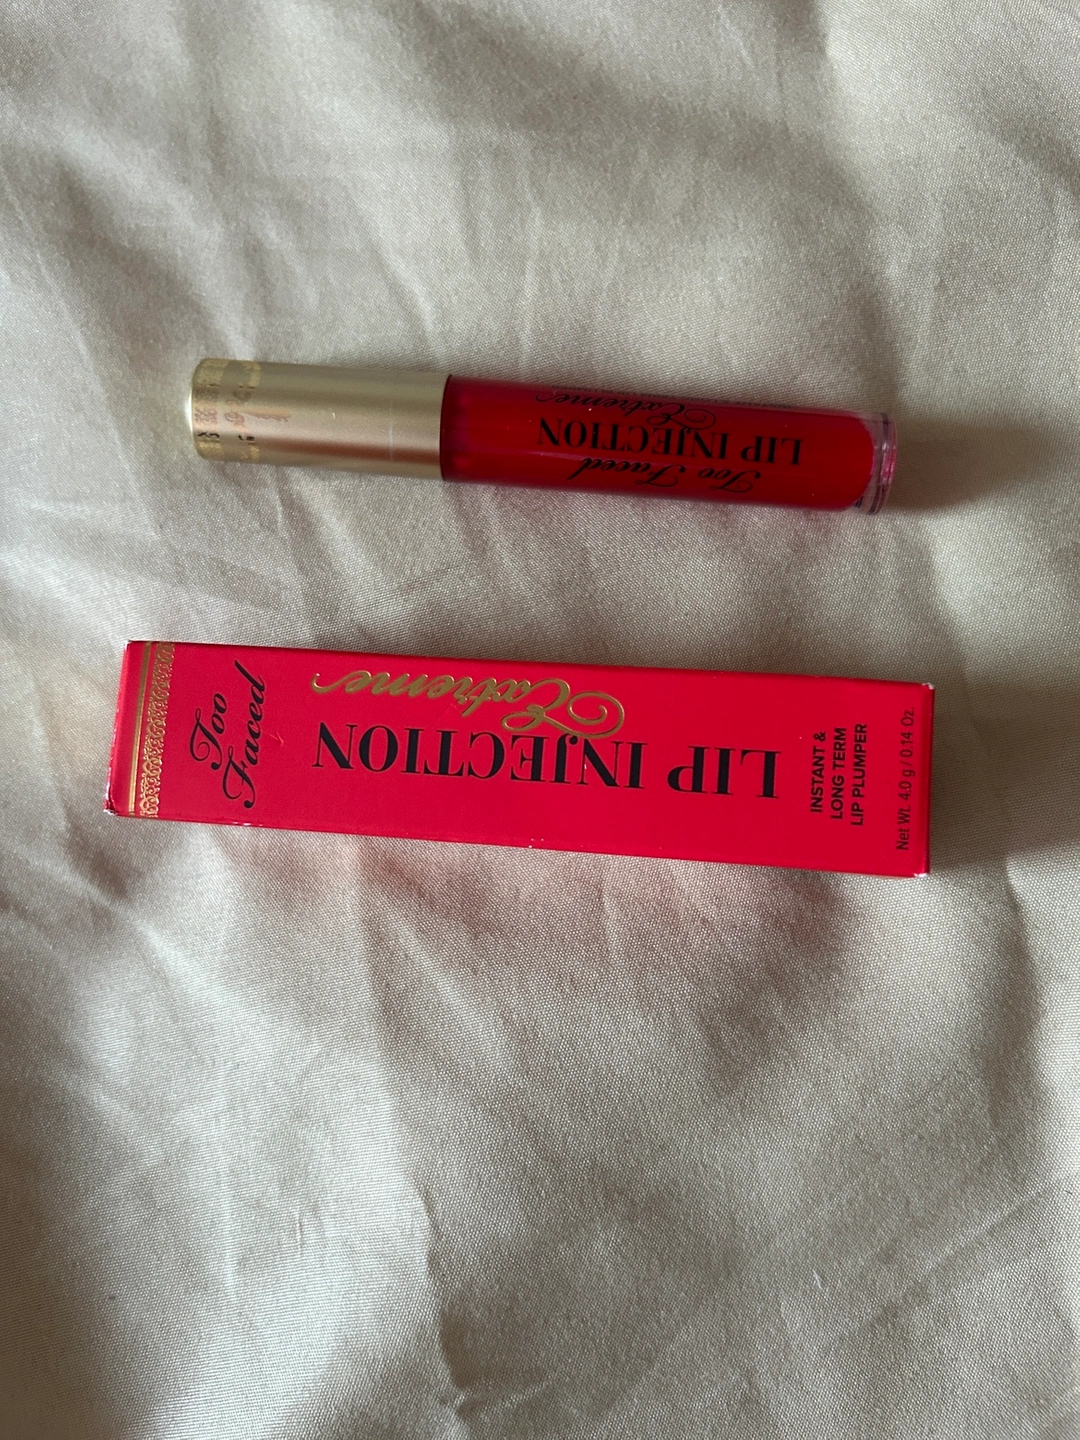 Too Faced
LIP INJECTION
Extreme
Too
Faced
LIP INJECTION
Extreme
INSTANT &
LONG TERM
LIP PLUMPER
Net Wt. 4.0 g / 0.14 Oz.